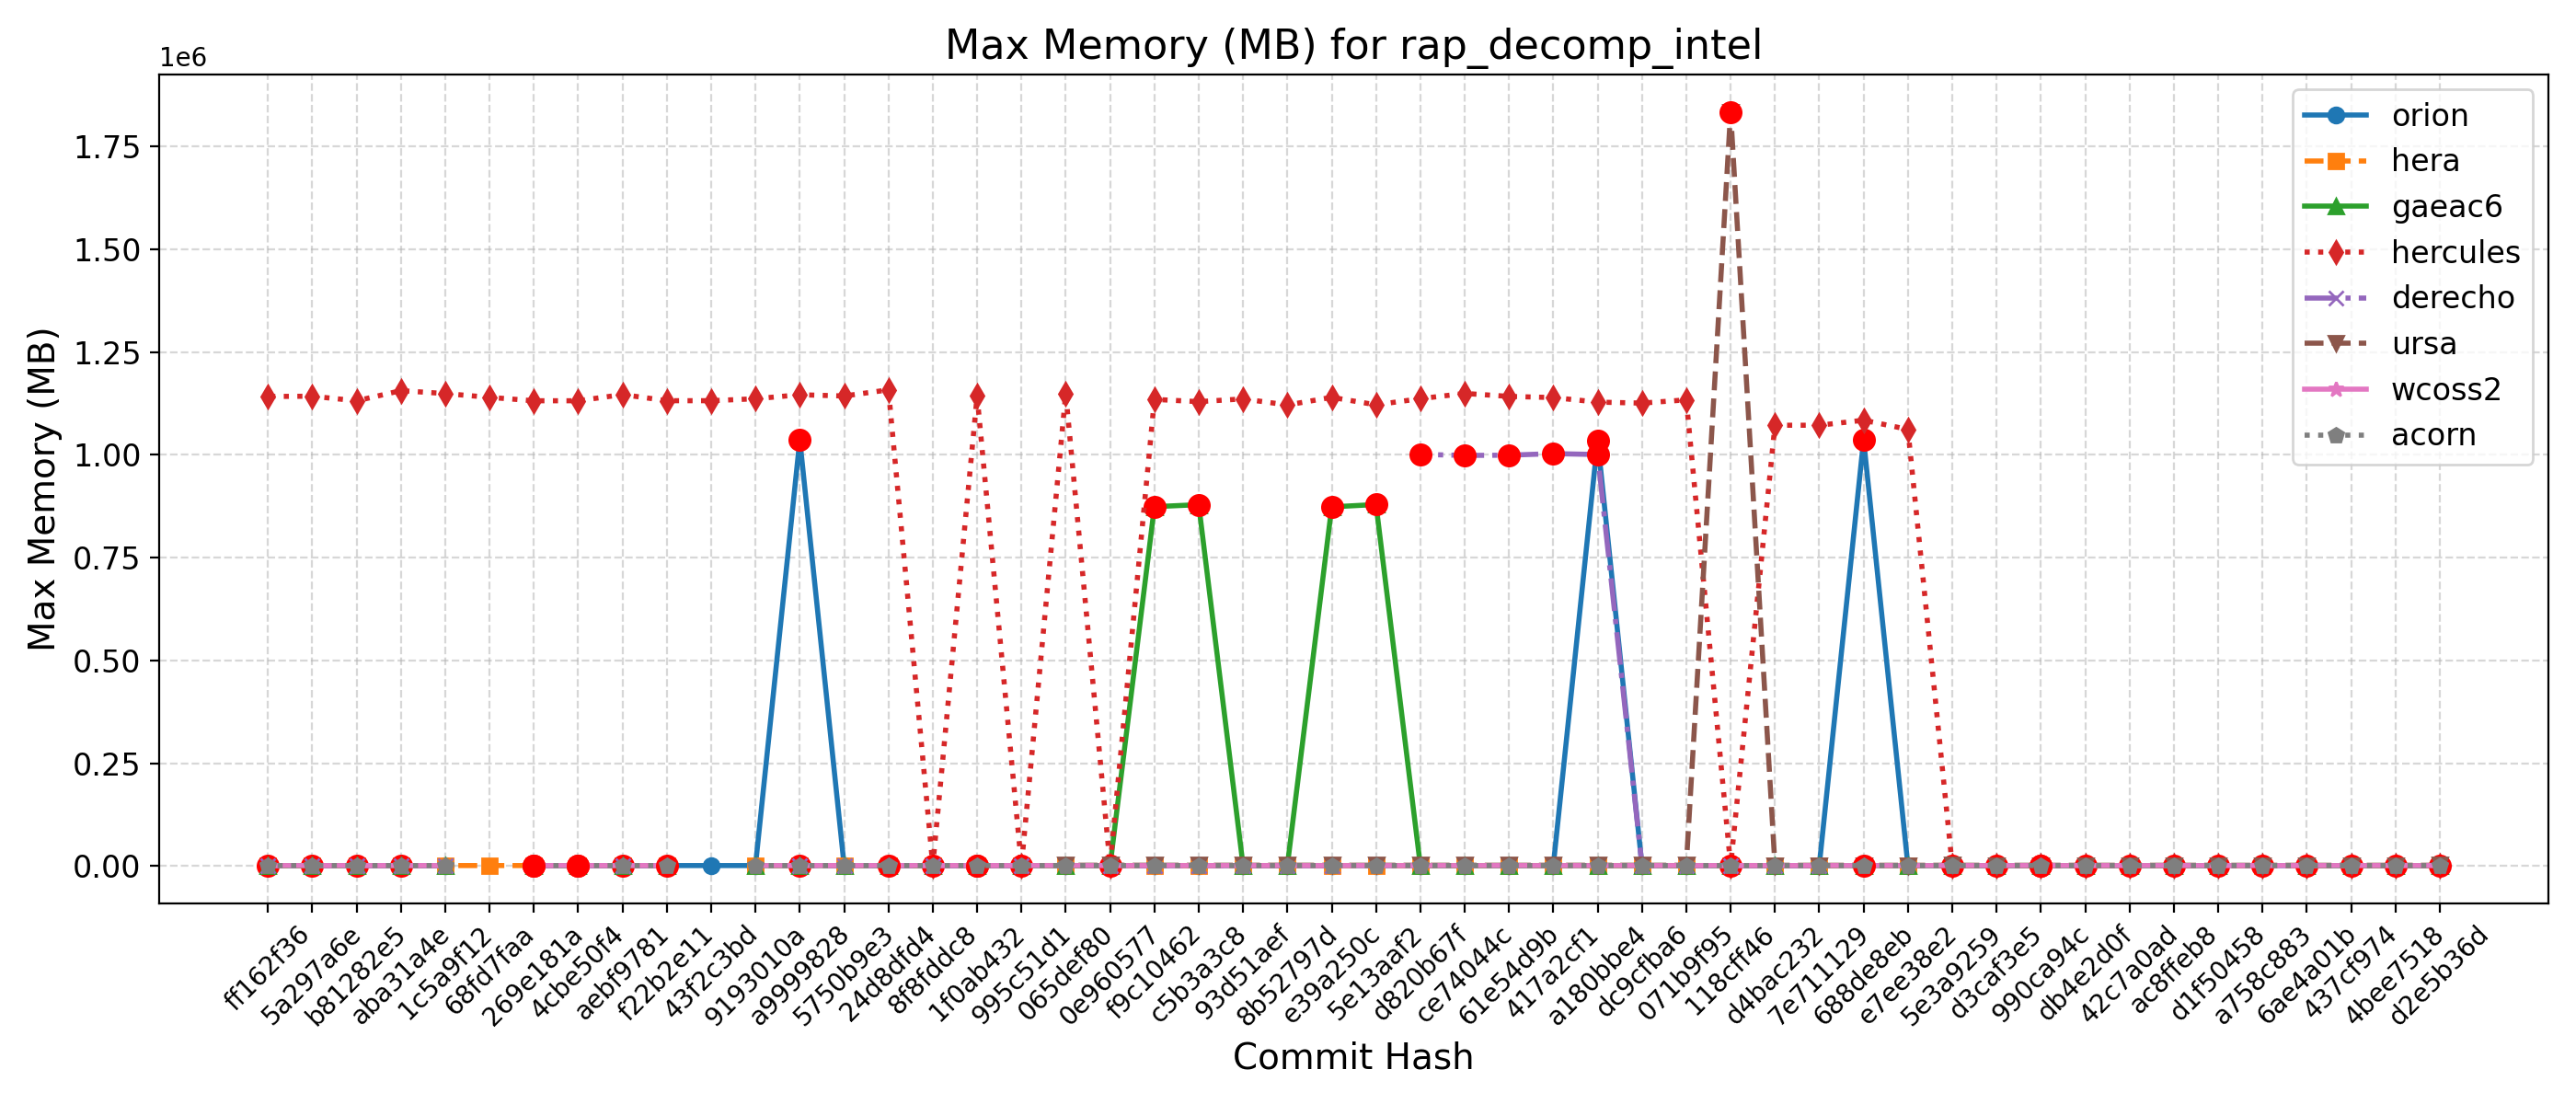 Max Memory (MB) for rap_decomp_intel
1e6
1.75
1.50
1.25
1.00
0.75
0.50
0.25
0.00
Max Memory (MB)
orion
hera
gaeac6
hercules
derecho
ursa
wcoss2
acorn
ff162f36
5a297a6e
b81282e5
aba31a4e
1c5a9f12
68fd7faa
269e181a
4cbe50f4
aebf9781
f22b2e11
43f2c3bd
9193010a
a9999828
5750b9e3
24d8dfd4
8f8fddc8
1f0ab432
995c51d1
065def80
0e960577
f9c10462
c5b3a3c8
93d51aef
8b52797d
e39a250c
5e13aaf2
d820b67f
ce74044c
61e54d9b
417a2cf1
a180bbe4
dc9cfba6
071b9f95
118cff46
d4bac232
7e711129
688de8eb
e7ee38e2
5e3a9259
d3caf3e5
990ca94c
db4e2d0f
42c7a0ad
ac8ffeb8
d1f50458
a758c883
6ae4a01b
437cf974
4bee7518
d2e5b36d
Commit Hash